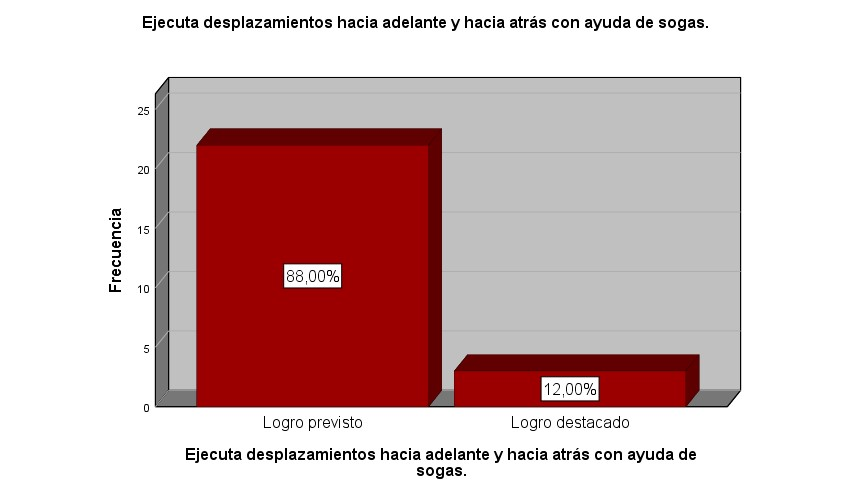 Ejecuta desplazamientos hacia adelante y hacia atrás con ayuda de sogas.
Frecuencia
25
20
15
10
5
0
88,00%
12,00%
Logro previsto
Logro destacado
Ejecuta desplazamientos hacia adelante y hacia atrás con ayuda de
sogas.